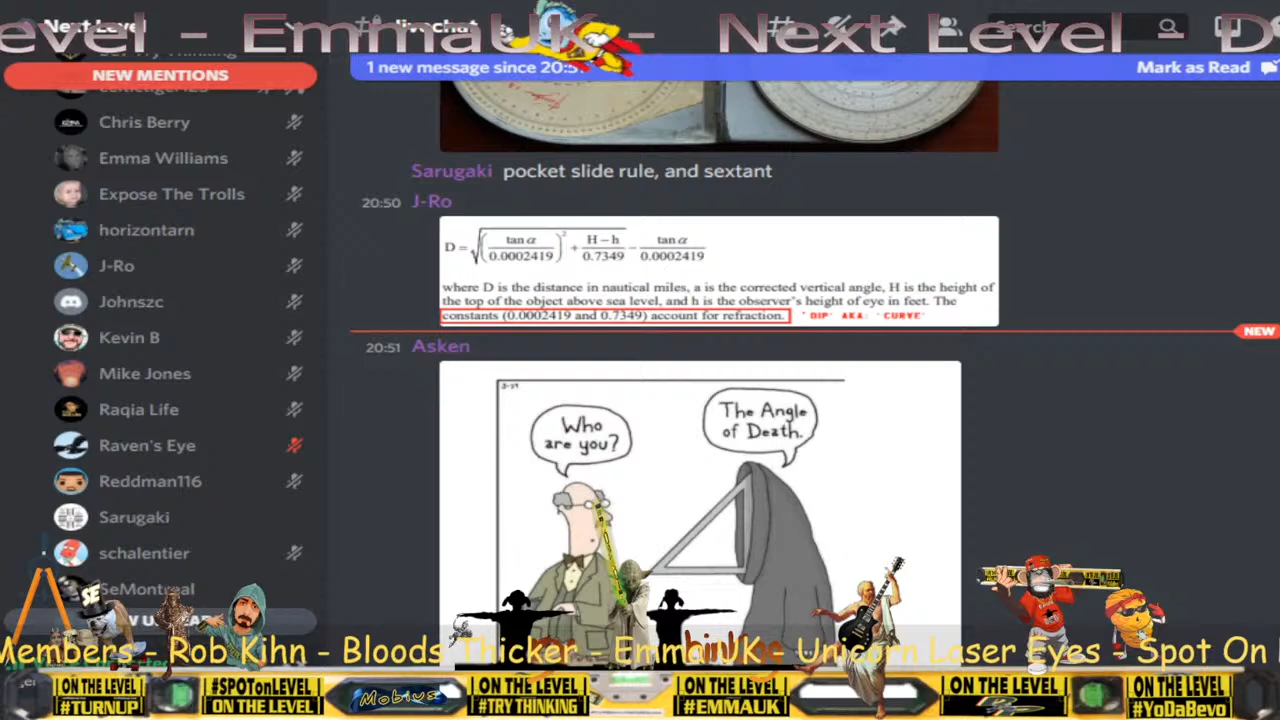 Next Level
livechat
Search
evel - EmmaUK - Next Level D
NEW MENTIONS
1 new message since 20:51
Mark as Read
Chris Berry
Emma Williams
Expose The Trolls
horizontarn
J-Ro
Johnszc
Kevin B
Mike Jones
Raqia Life
Raven's Eye
Reddman116
Sarugaki
schalentier
SeMontreal
Sarugaki pocket slide rule, and sextant
20:50 J-Ro
D = √((tan α / 0.0002419)² + (H – h) / 0.7349) – tan α / 0.0002419
where D is the distance in nautical miles, a is the corrected vertical angle, H is the height of
the top of the object above sea level, and h is the observer's height of eye in feet. The
constants (0.0002419 and 0.7349) account for refraction. "DIP" AKA: "CURVE"
NEW
20:51 Asken
Who
are you?
The Angle
of Death.
SE
Members - Rob Kihn - Bloods Thicker - EmmaUK - Unicorn Laser Eyes - Spot On
ON THE LEVEL
#TURNUP
#SPOTonLEVEL
ON THE LEVEL
Mobius
ON THE LEVEL
#TRY THINKING
ON THE LEVEL
#EMMAUK
ON THE LEVEL
ON THE LEVEL
#YoDaBevo